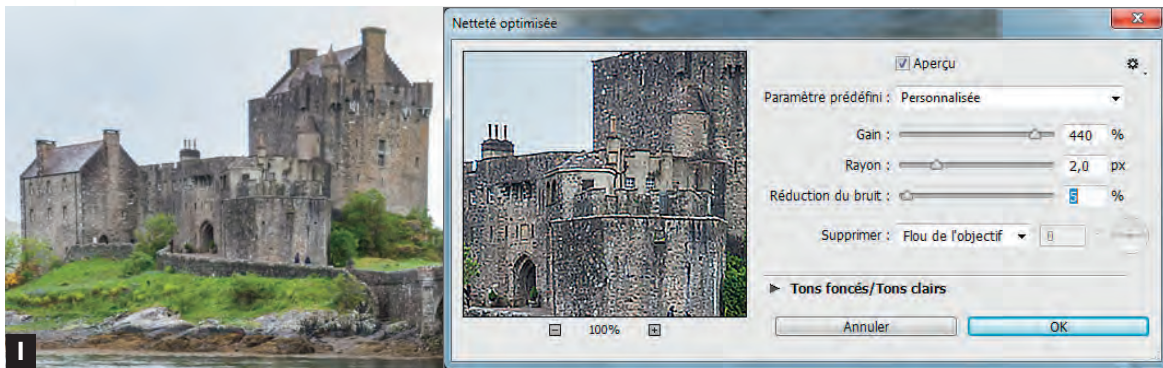 Netteté optimisée
Aperçu
Paramètre prédéfini : Personnalisée
Gain : 440 %
Rayon : 2,0 px
Réduction du bruit : 5 %
Supprimer : Flou de l'objectif
Tons foncés/Tons clairs
100%
Annuler OK
I